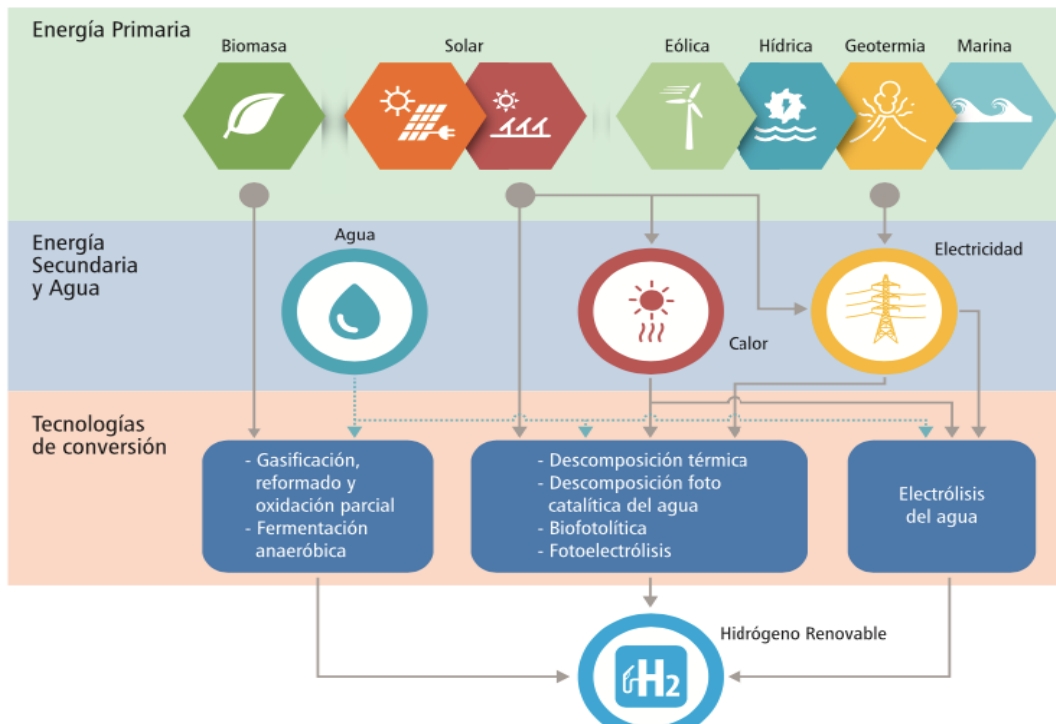 Energía Primaria
Biomasa
Solar
Eólica
Hídrica
Geotermia
Marina
Energía
Secundaria
y Agua
Agua
Calor
Electricidad
Tecnologías
de conversión
- Gasificación,
reformado y
oxidación parcial
- Fermentación
anaeróbica
- Descomposición térmica
- Descomposición foto
catalítica del agua
- Biofotolítica
- Fotoelectrólisis
Electrólisis
del agua
Hidrógeno Renovable
H2